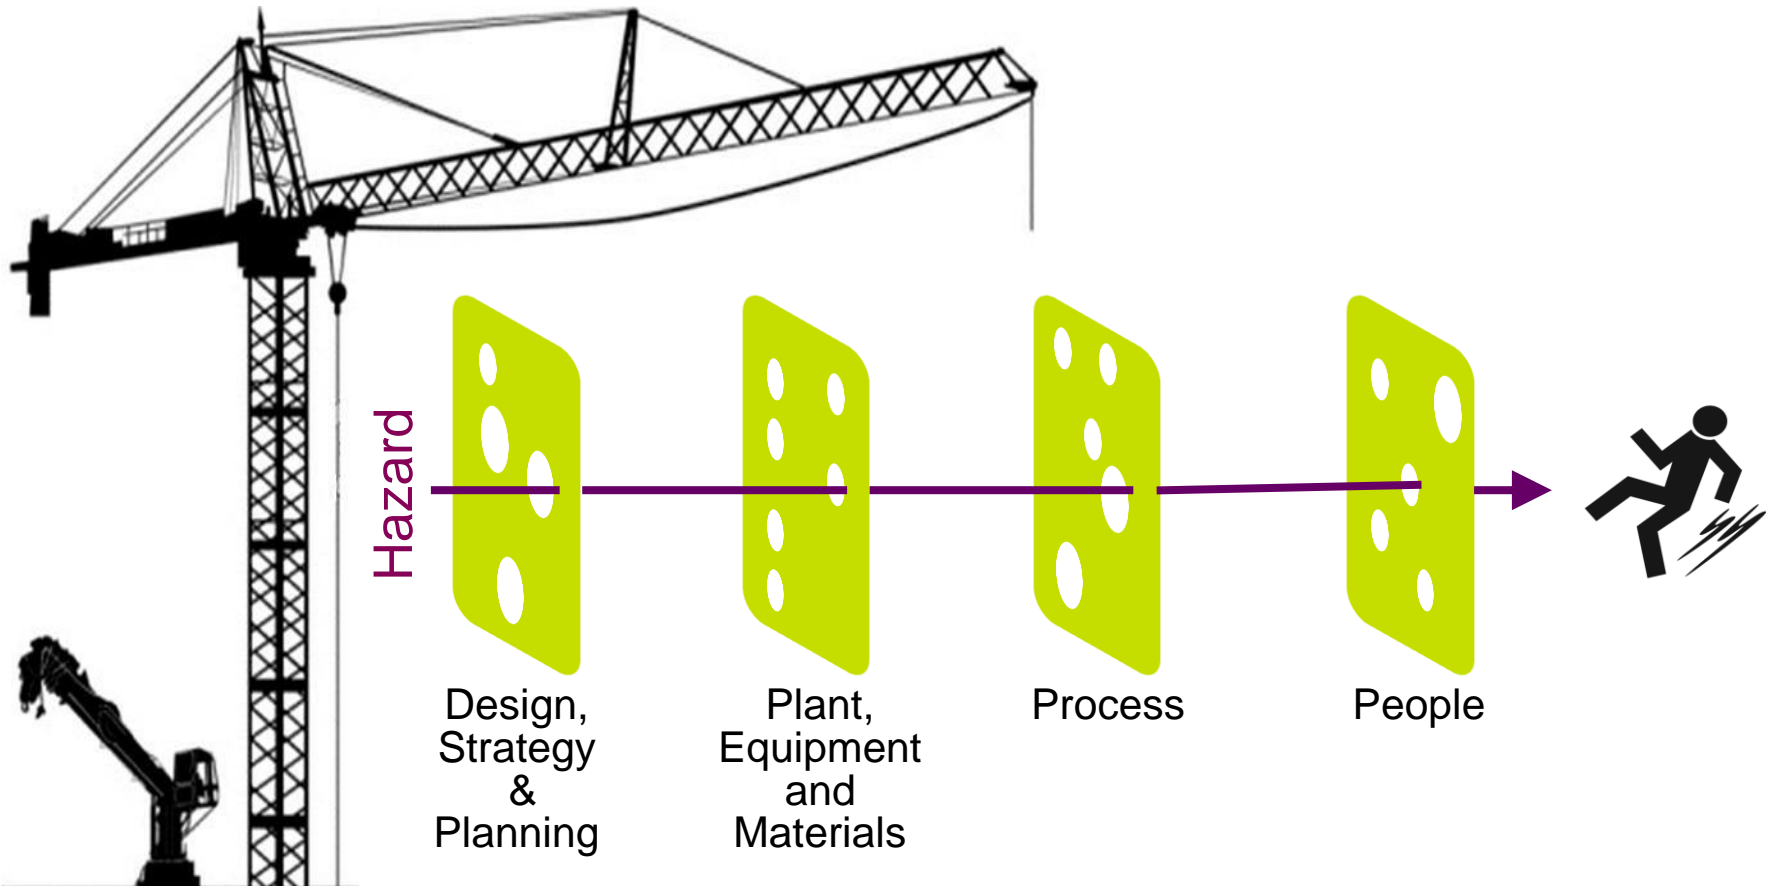 Hazard
Design,
Strategy
&
Planning
Plant,
Equipment
and
Materials
Process
People